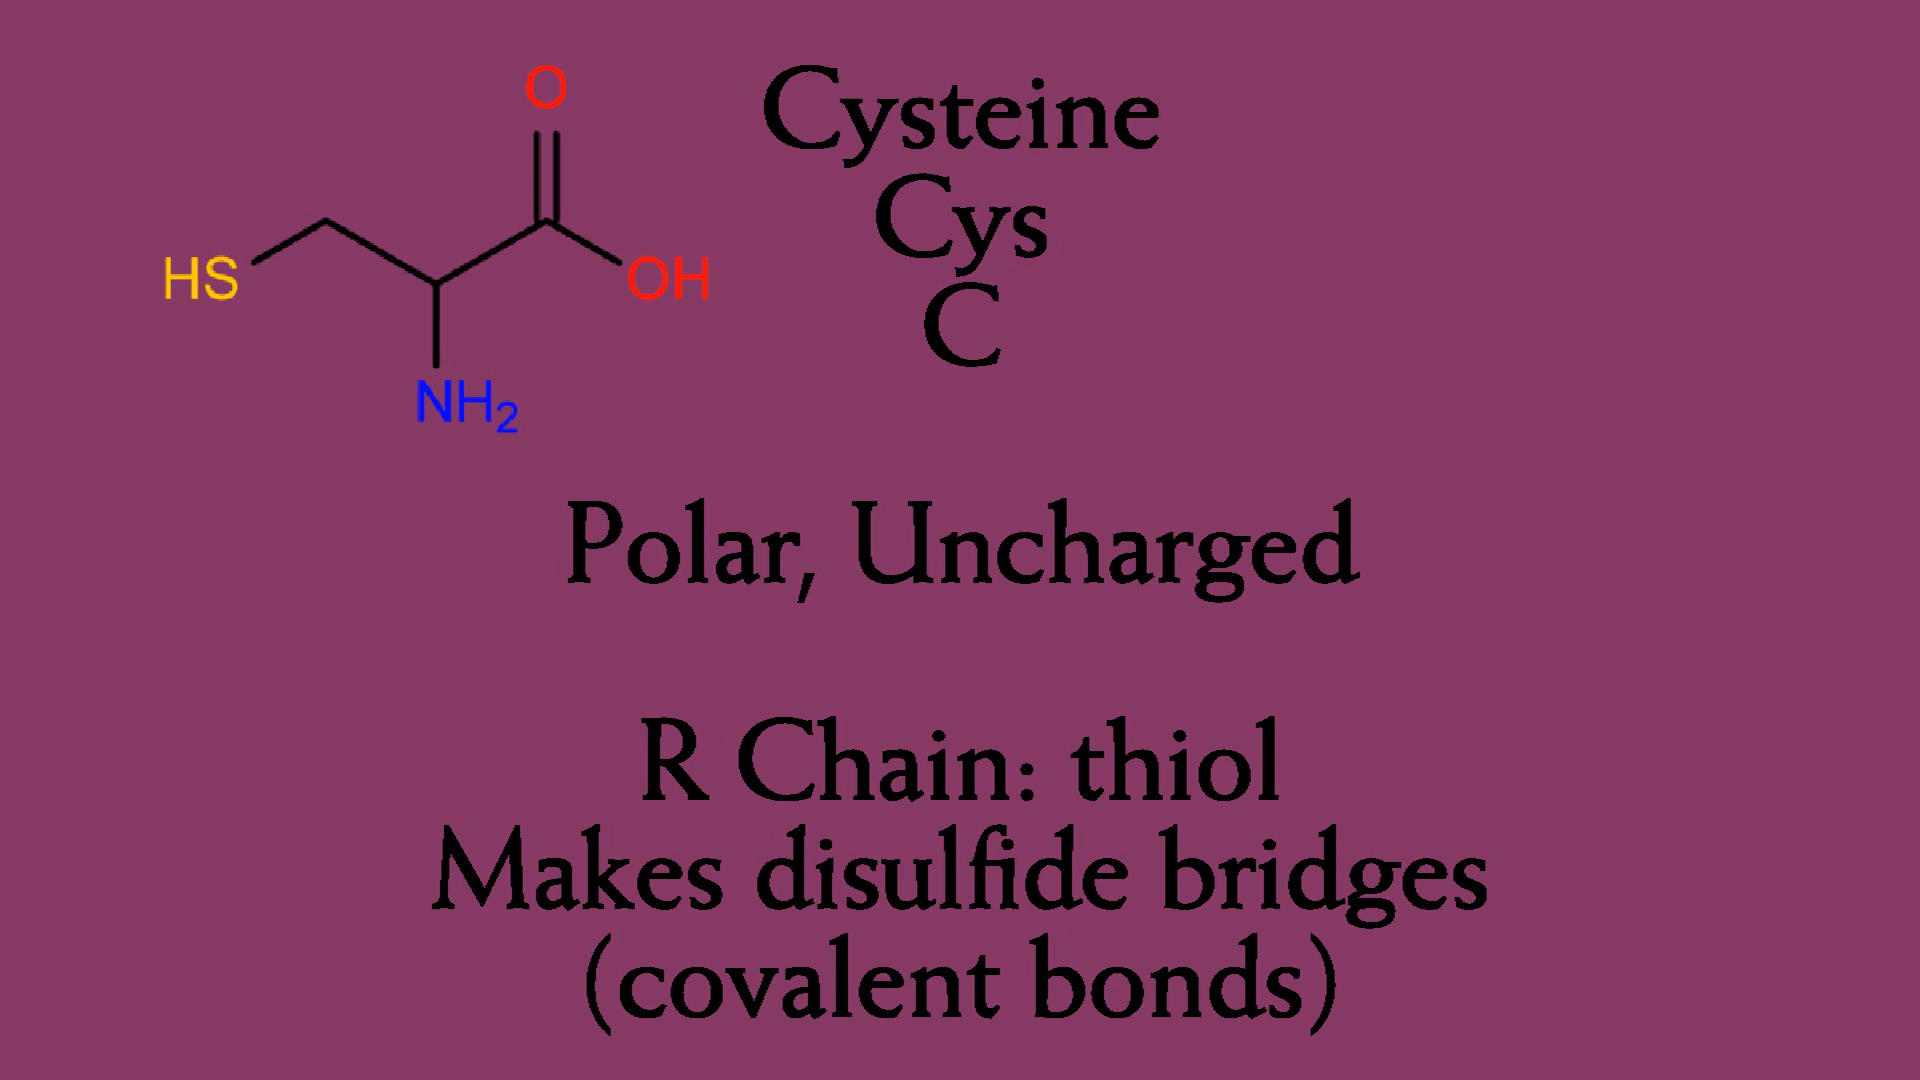 O
HS
OH
NH₂
Cysteine
Cys
C
Polar, Uncharged
R Chain: thiol
Makes disulfide bridges
(covalent bonds)